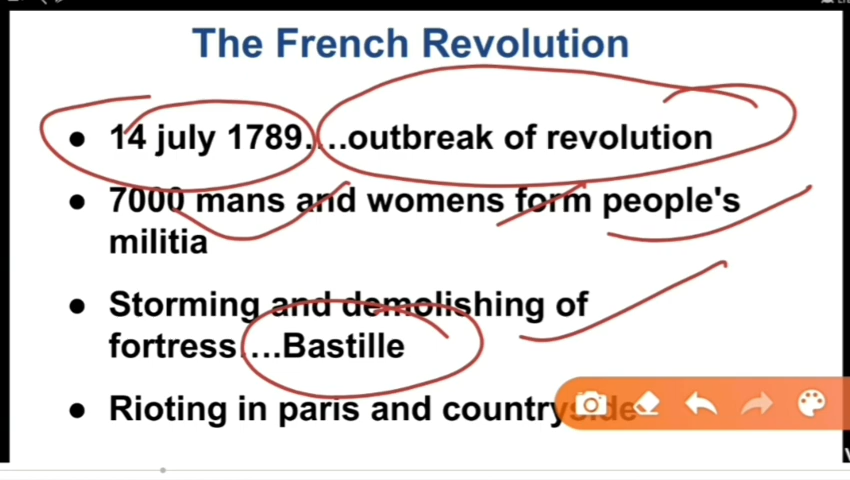 The French Revolution
● 14 july 1789....outbreak of revolution
● 7000 mans and womens form people's
militia
● Storming and demolishing of
fortress....Bastille
● Rioting in paris and countryside